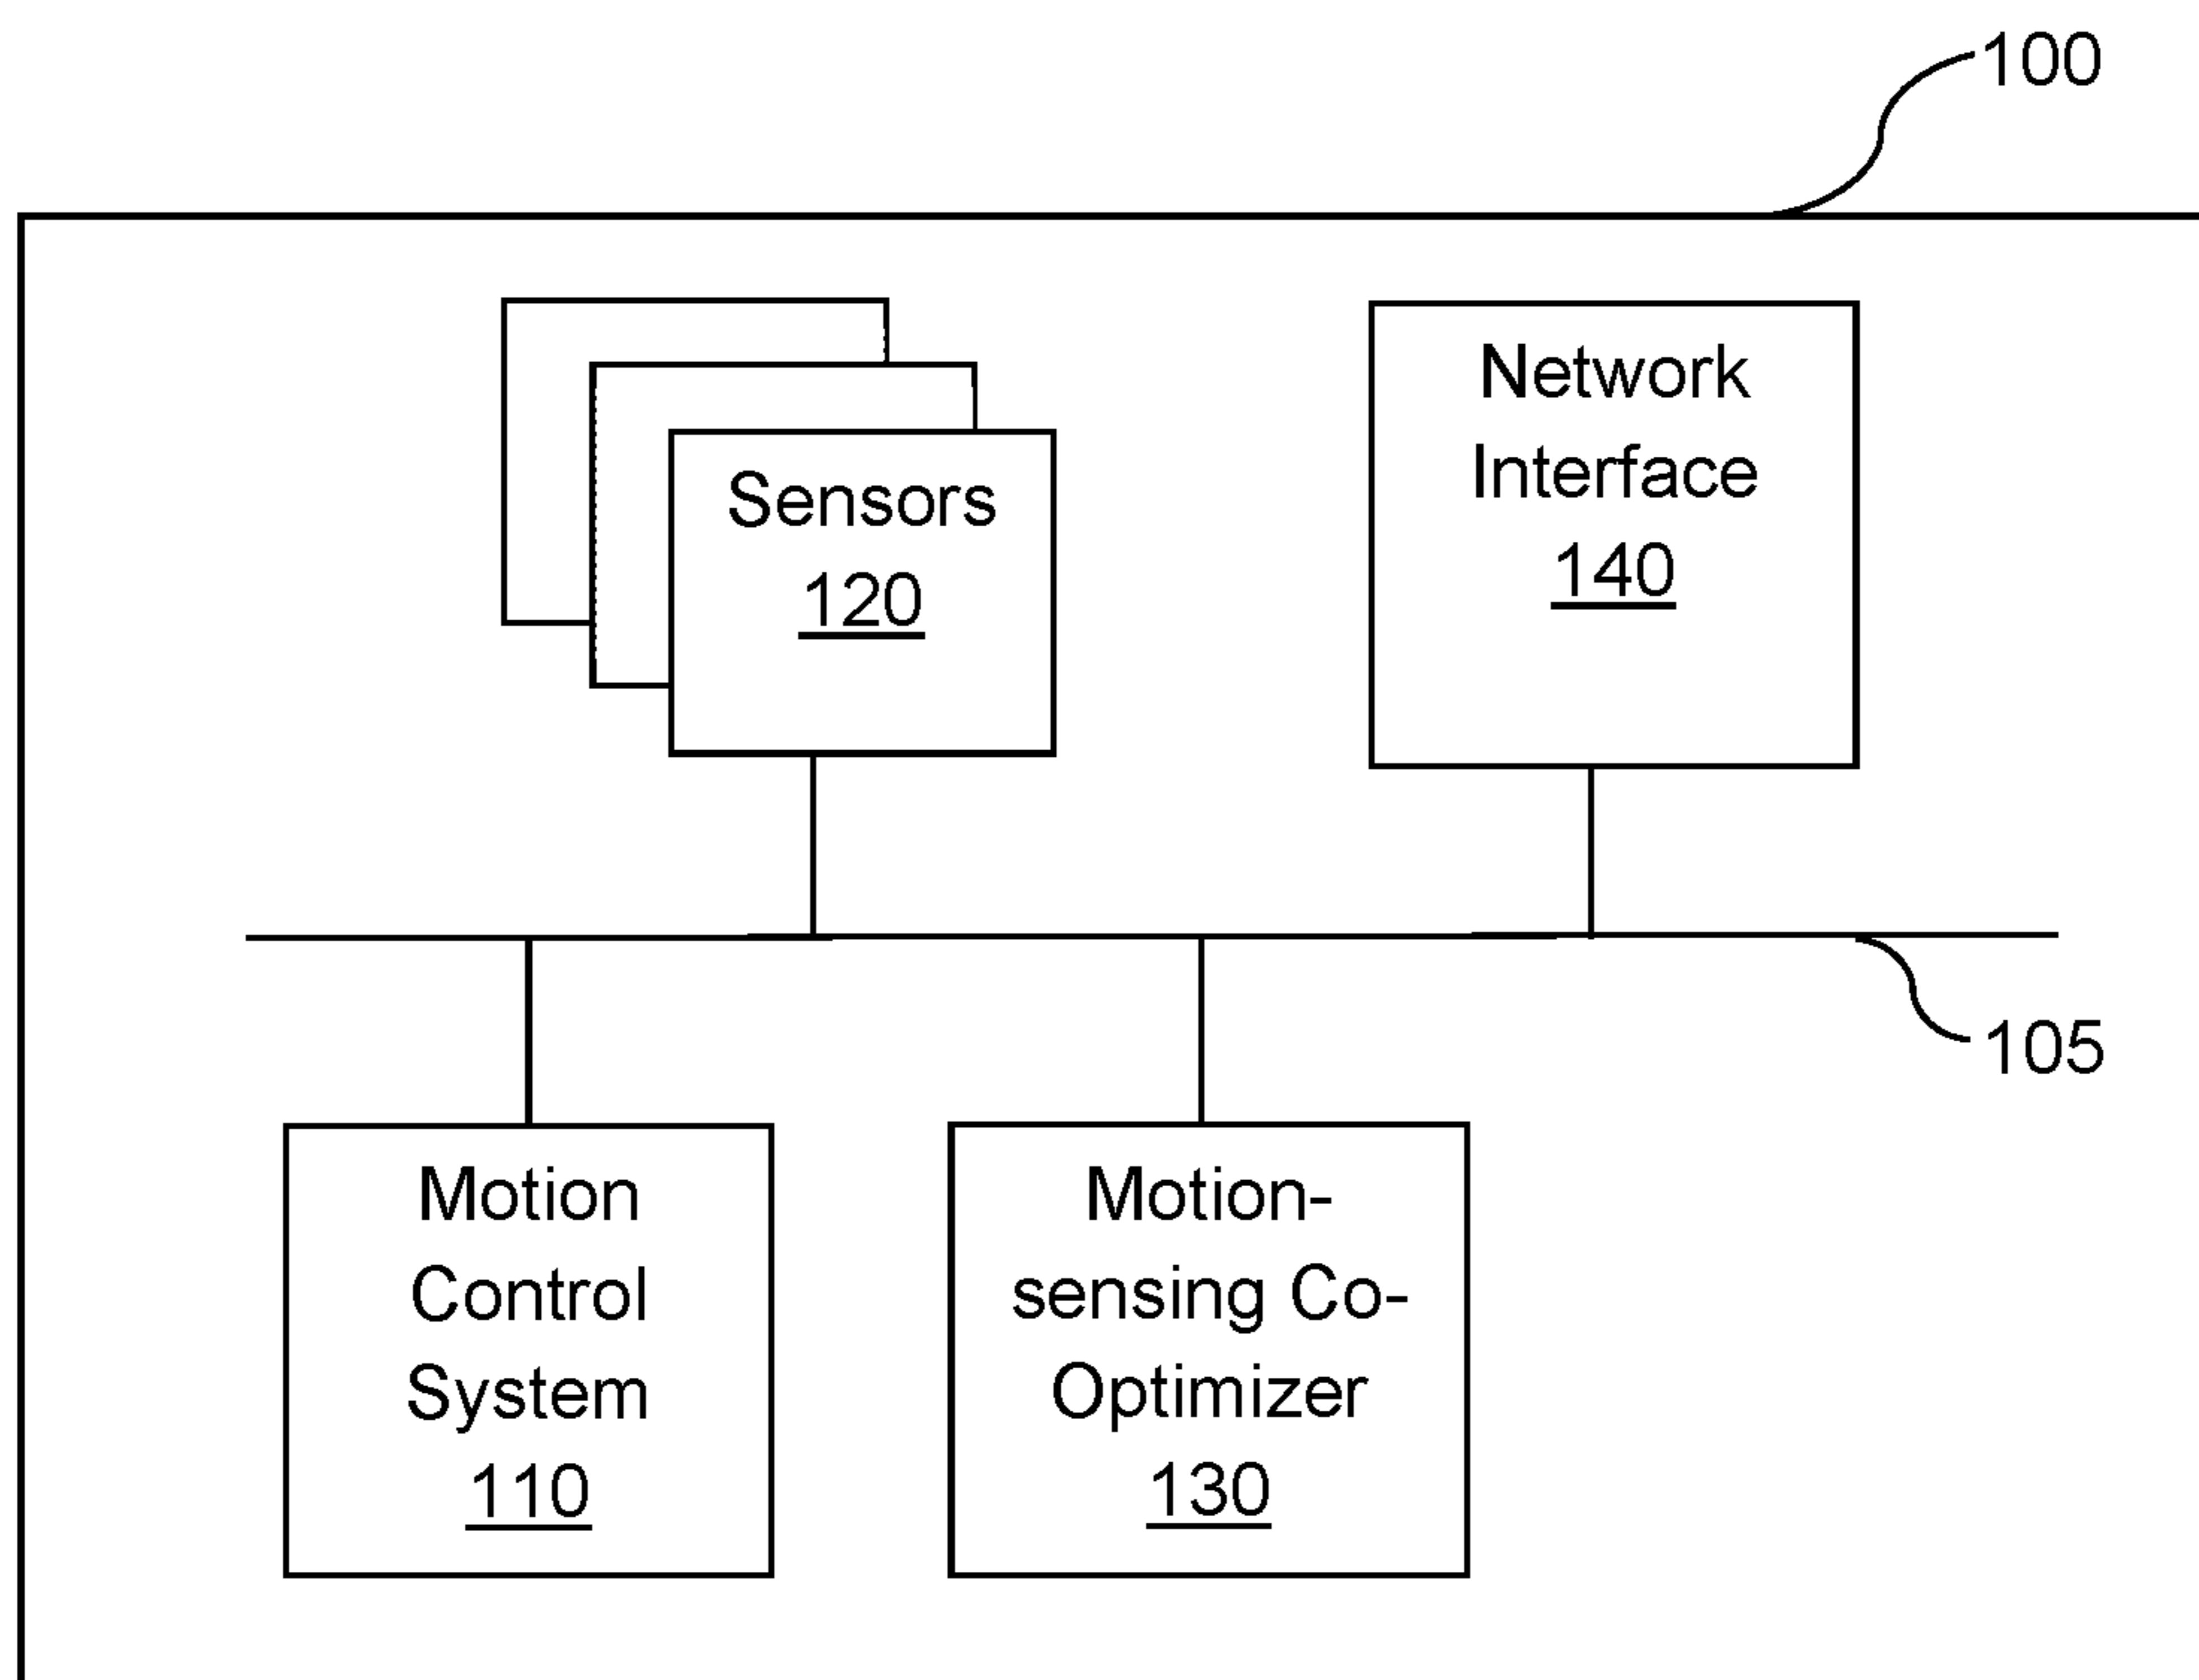 100
Sensors
120
Network
Interface
140
105
Motion
Control
System
110
Motion-
sensing Co-
Optimizer
130